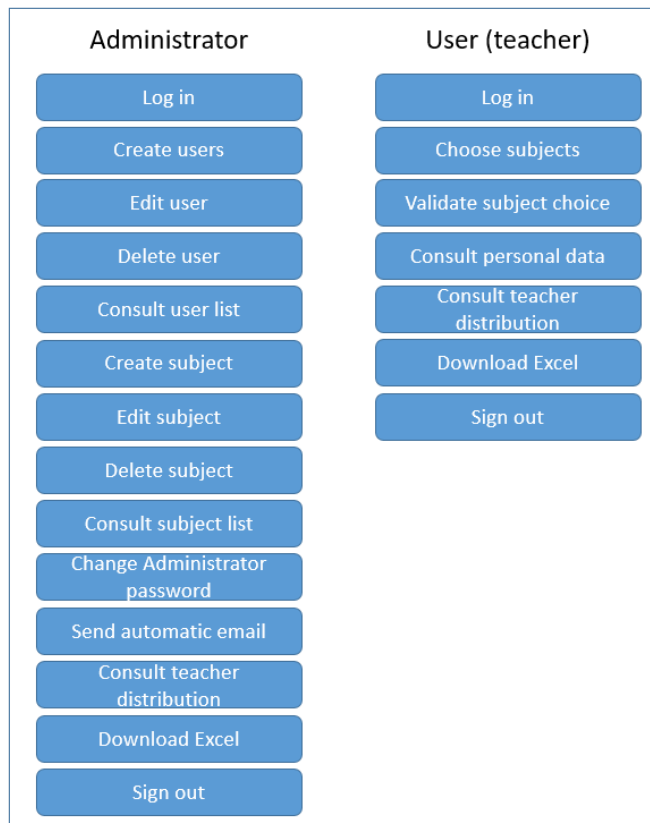 Administrator
Log in
Create users
Edit user
Delete user
Consult user list
Create subject
Edit subject
Delete subject
Consult subject list
Change Administrator
password
Send automatic email
Consult teacher
distribution
Download Excel
Sign out
User (teacher)
Log in
Choose subjects
Validate subject choice
Consult personal data
Consult teacher
distribution
Download Excel
Sign out